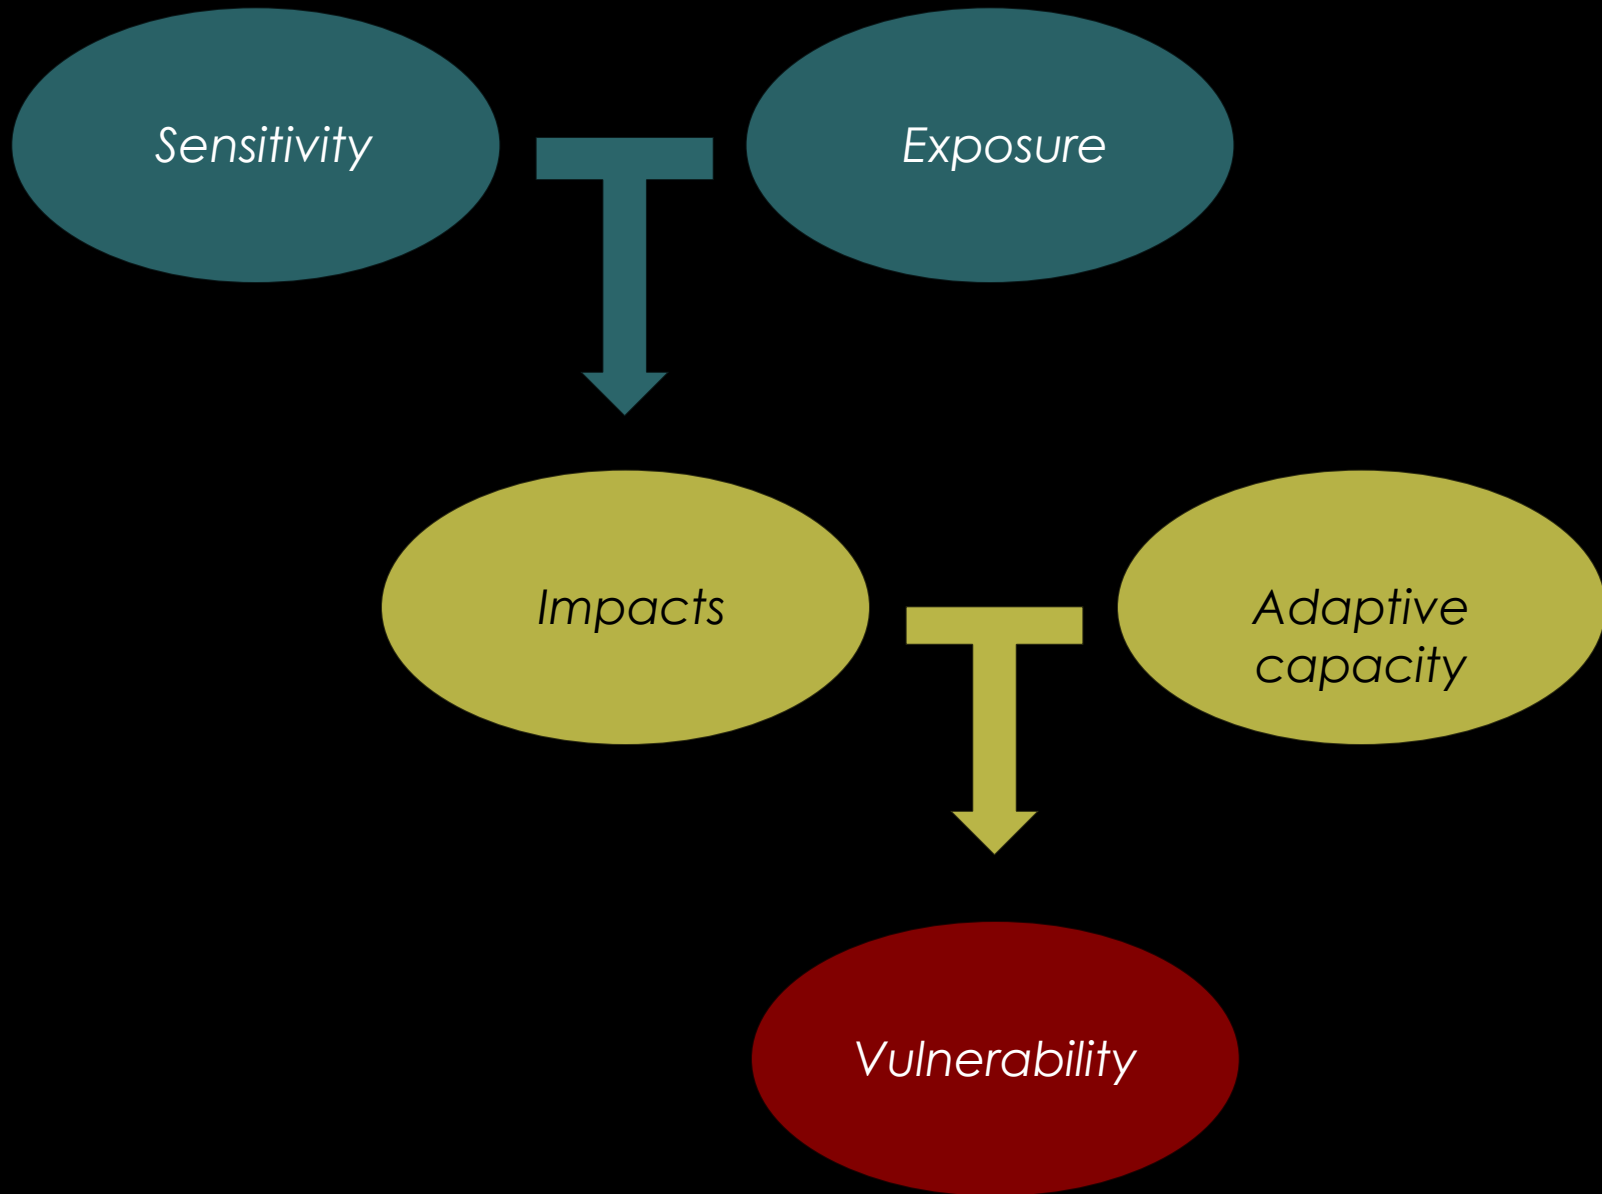 Sensitivity
Exposure
Impacts
Adaptive
capacity
Vulnerability